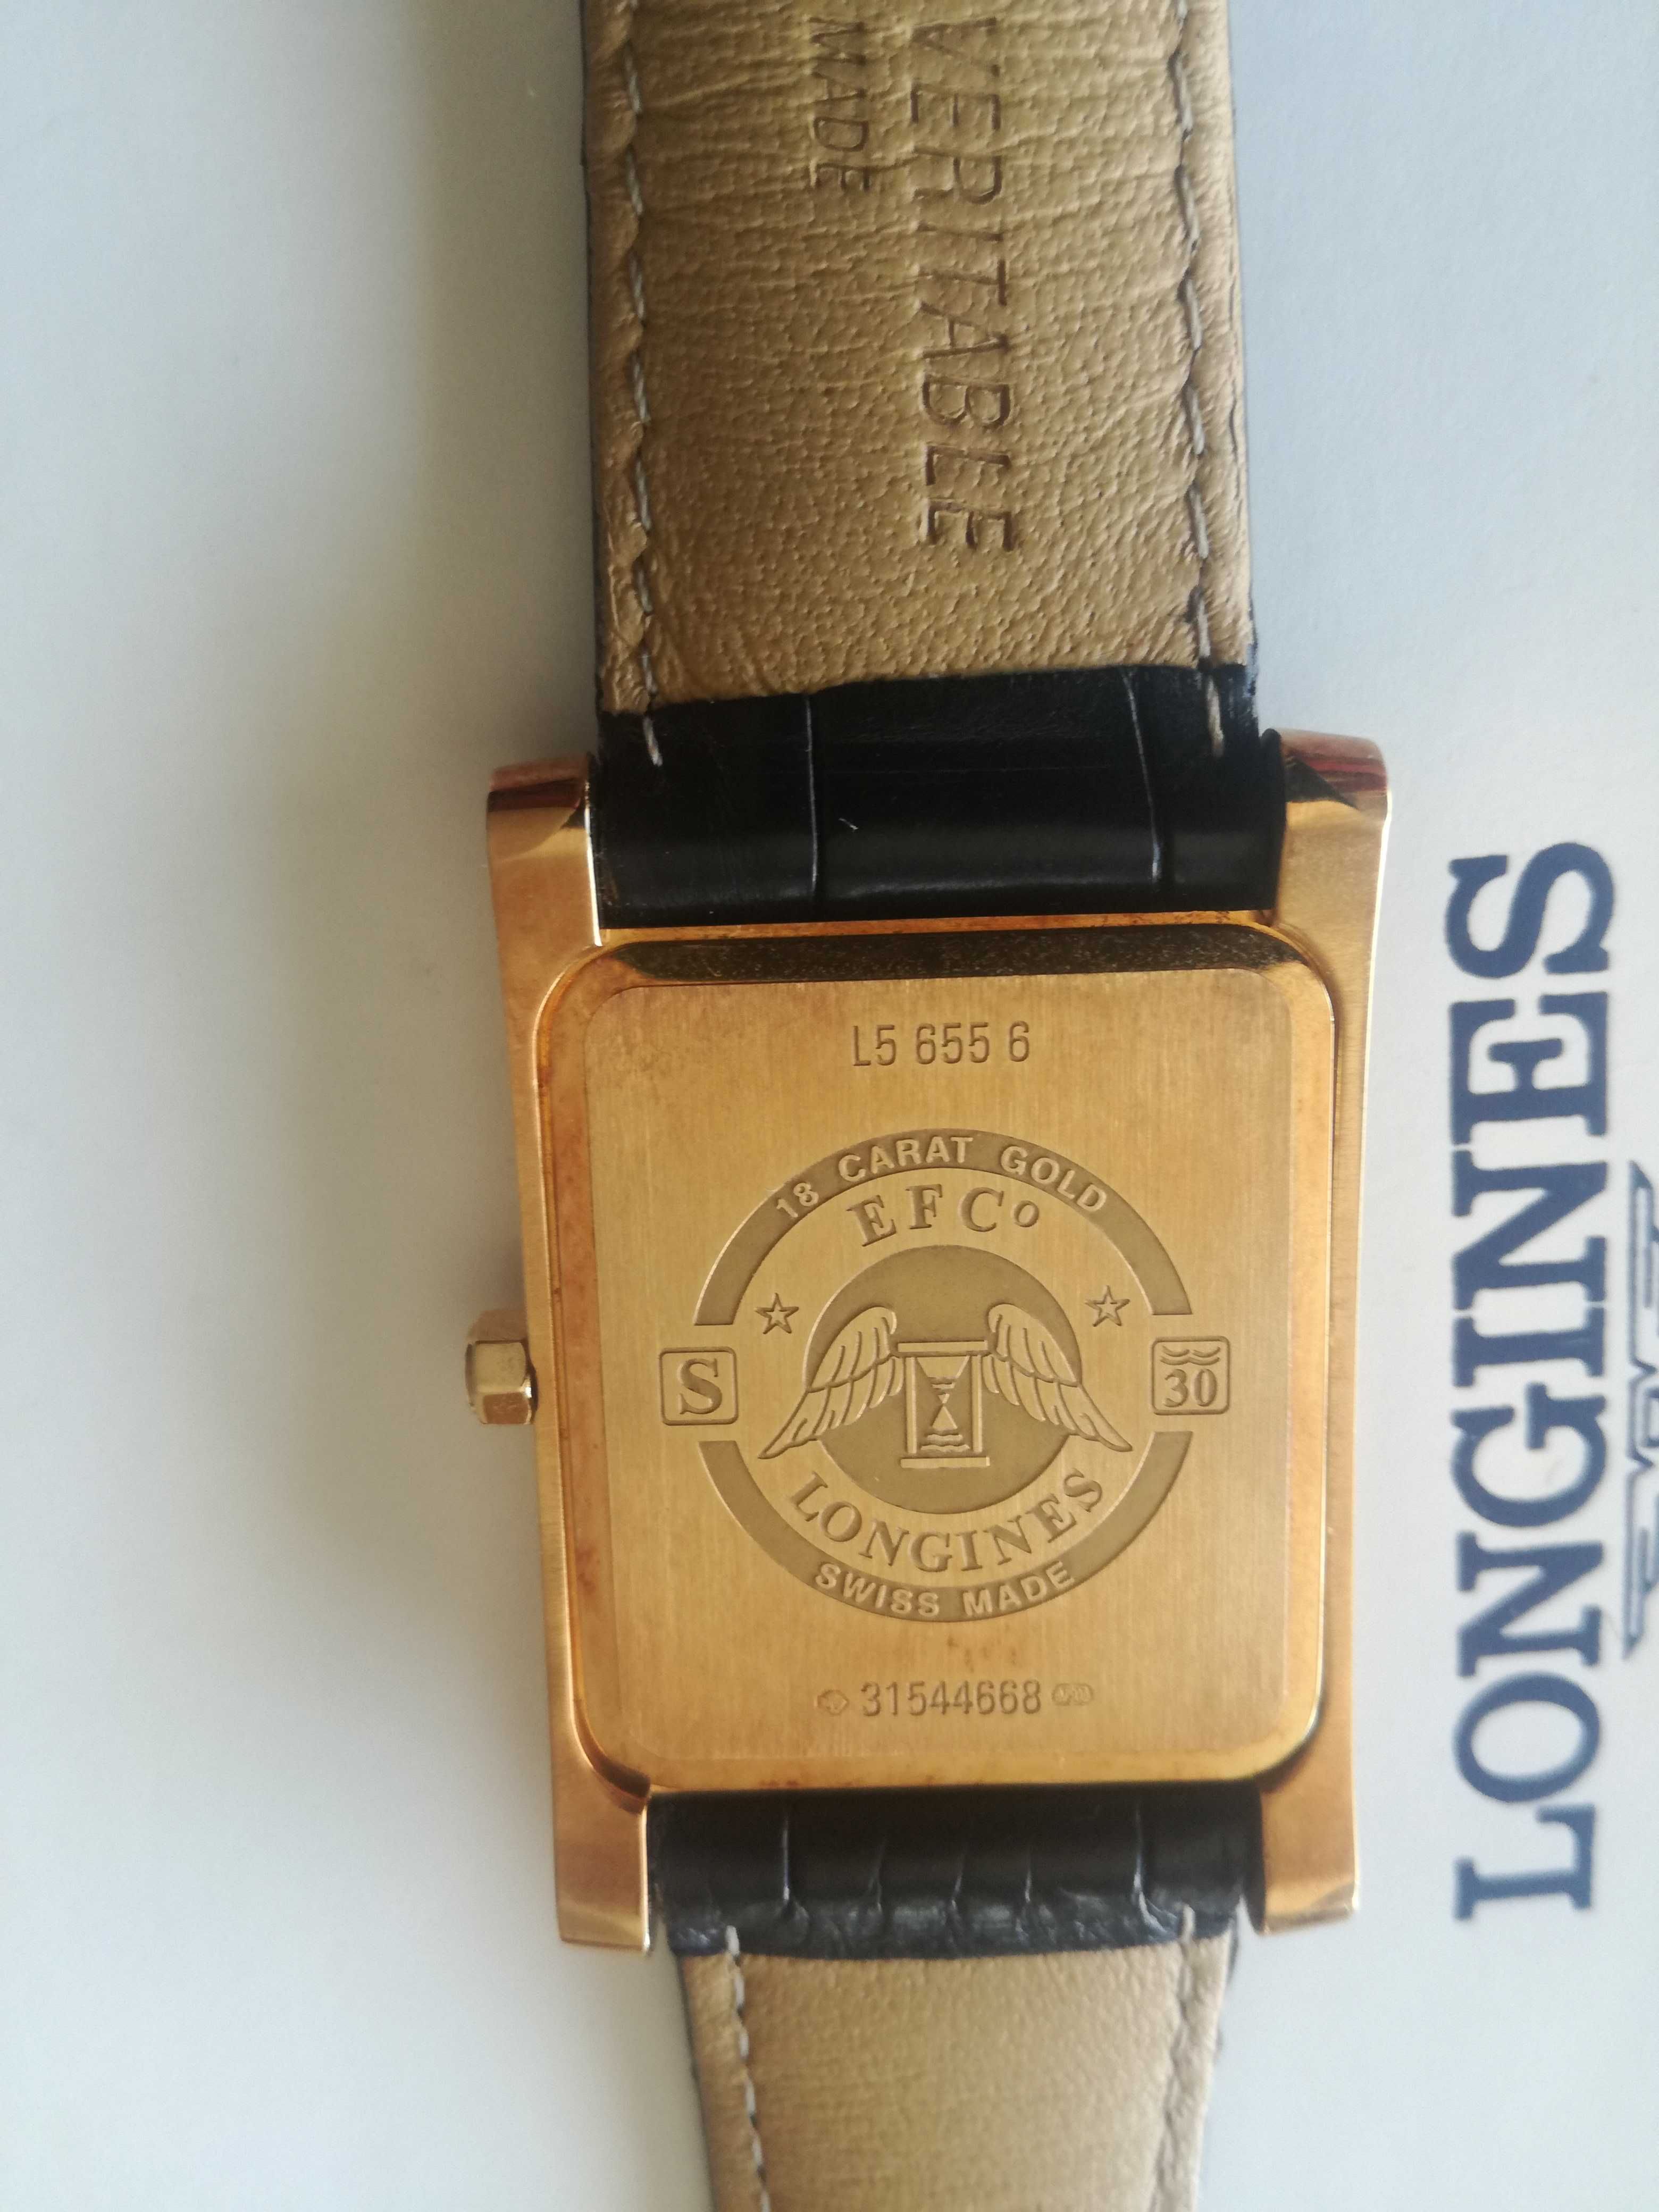 VERITABLE
MADE
L5 655 6
18 CARAT GOLD
EFCo
S
30
LONGINES
SWISS MADE
31544668
LONGINES